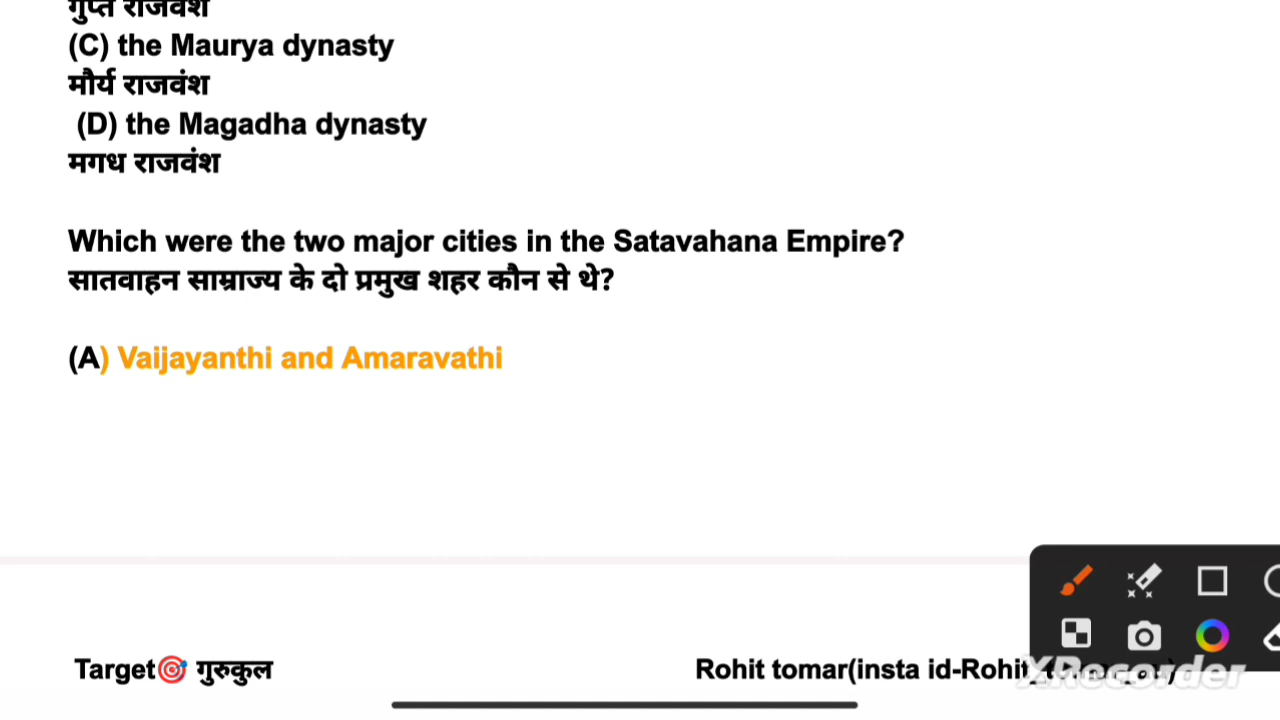 गुप्त राजवंश
(C) the Maurya dynasty
मौर्य राजवंश
(D) the Magadha dynasty
मगध राजवंश
Which were the two major cities in the Satavahana Empire?
सातवाहन साम्राज्य के दो प्रमुख शहर कौन से थे?
(A) Vaijayanthi and Amaravathi
Target🎯 गुरुकुल
Rohit tomar(insta id-Rohit
XRecorder